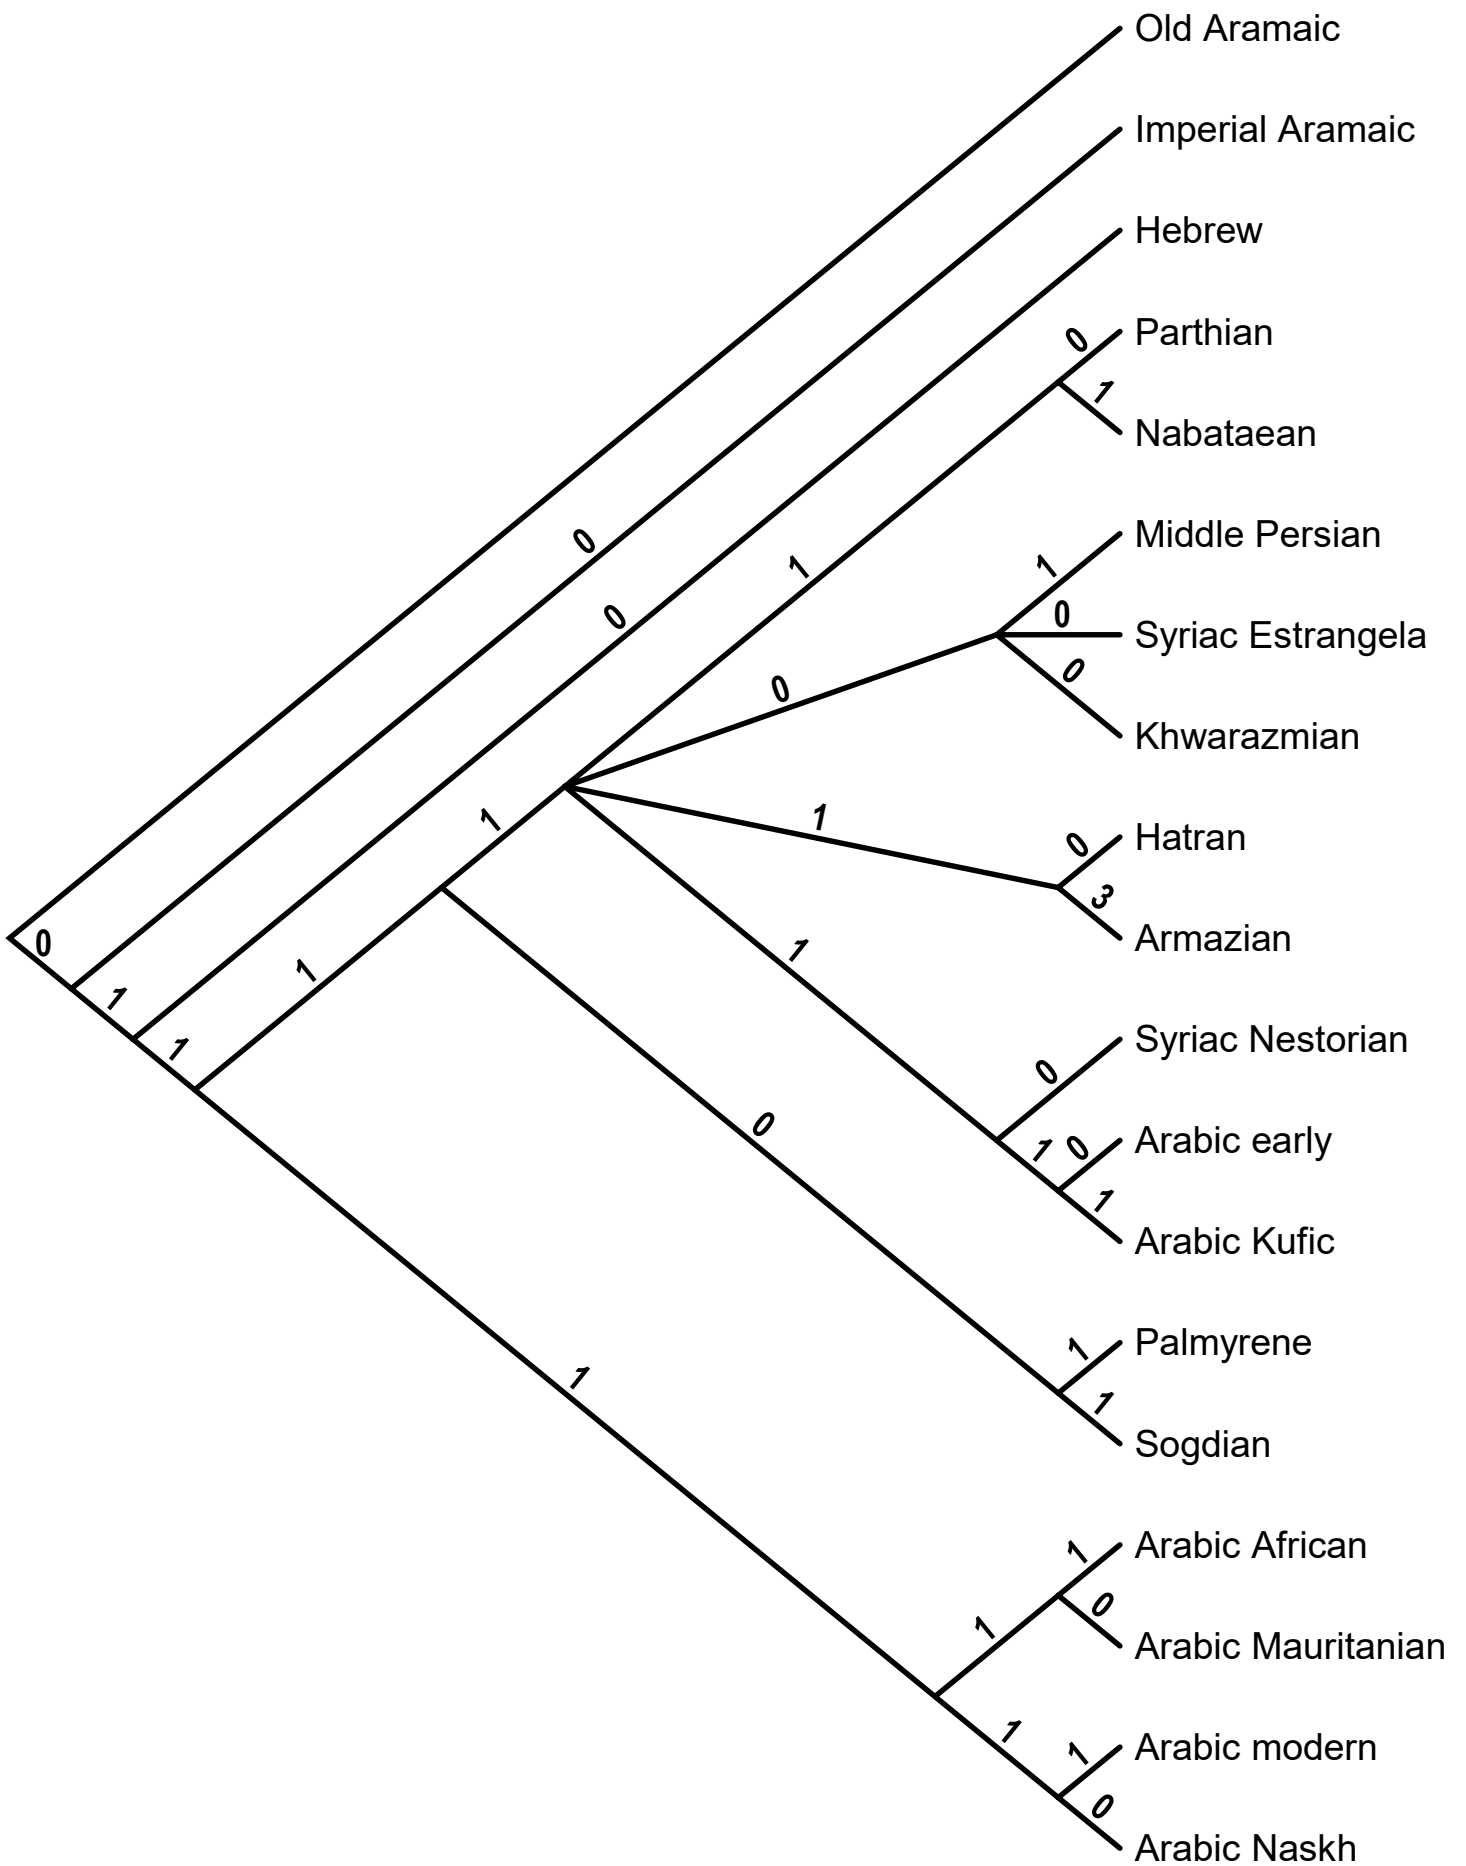 Old Aramaic
Imperial Aramaic
Hebrew
0
Parthian
1
Nabataean
0
1
1
Middle Persian
0
0
Syriac Estrangela
0
0
Khwarazmian
1
1
0
Hatran
3
Armazian
0
1
1
1
1
Syriac Nestorian
0
1
0
Arabic early
1
Arabic Kufic
0
1
Palmyrene
1
Sogdian
1
1
Arabic African
1
0
Arabic Mauritanian
1
1
Arabic modern
0
Arabic Naskh